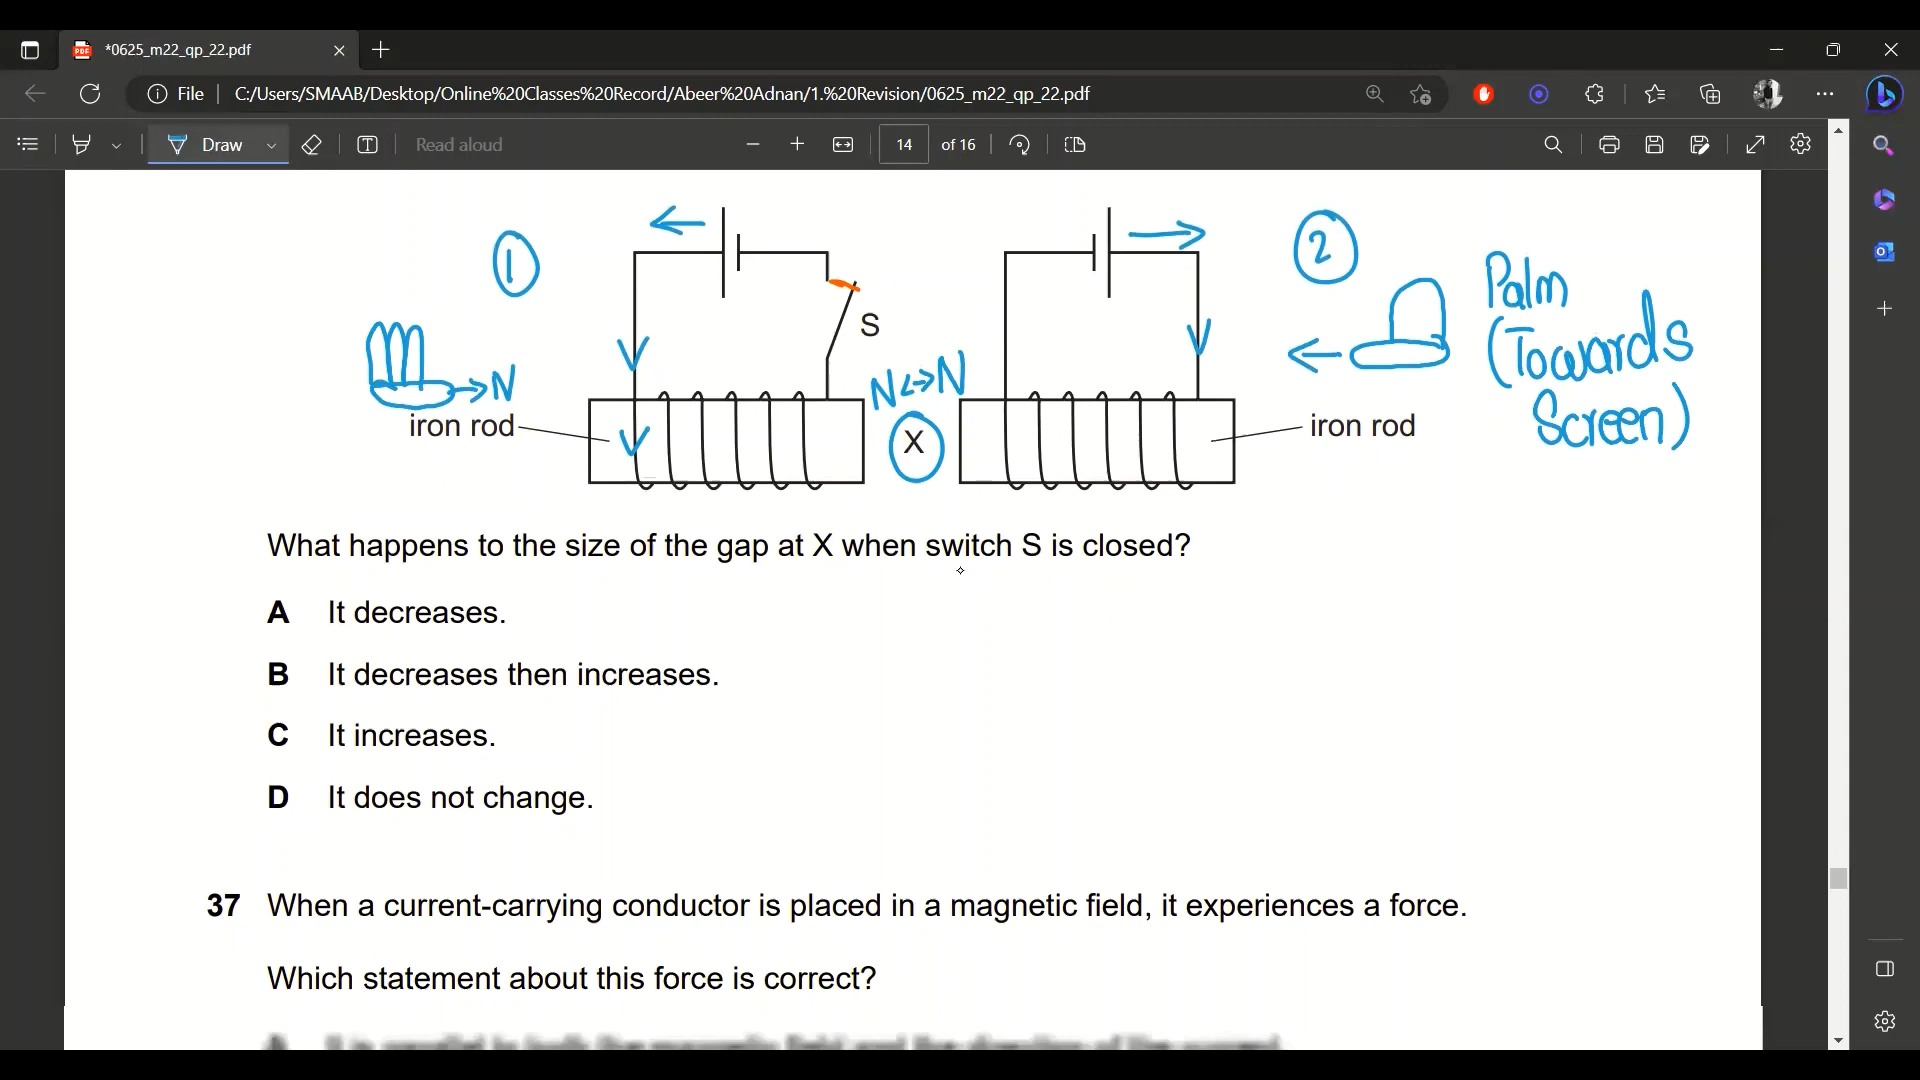 *0625_m22_qp_22.pdf
File
C:/Users/SMAAB/Desktop/Online%20Classes%20Record/Abeer%20Adnan/1.%20Revision/0625_m22_qp_22.pdf
Draw
Read aloud
14 of 16
1
2
S
Palm
(Towards
Screen)
N
N<->N
iron rod
X
iron rod
What happens to the size of the gap at X when switch S is closed?
A It decreases.
B It decreases then increases.
C It increases.
D It does not change.
37 When a current-carrying conductor is placed in a magnetic field, it experiences a force.
Which statement about this force is correct?